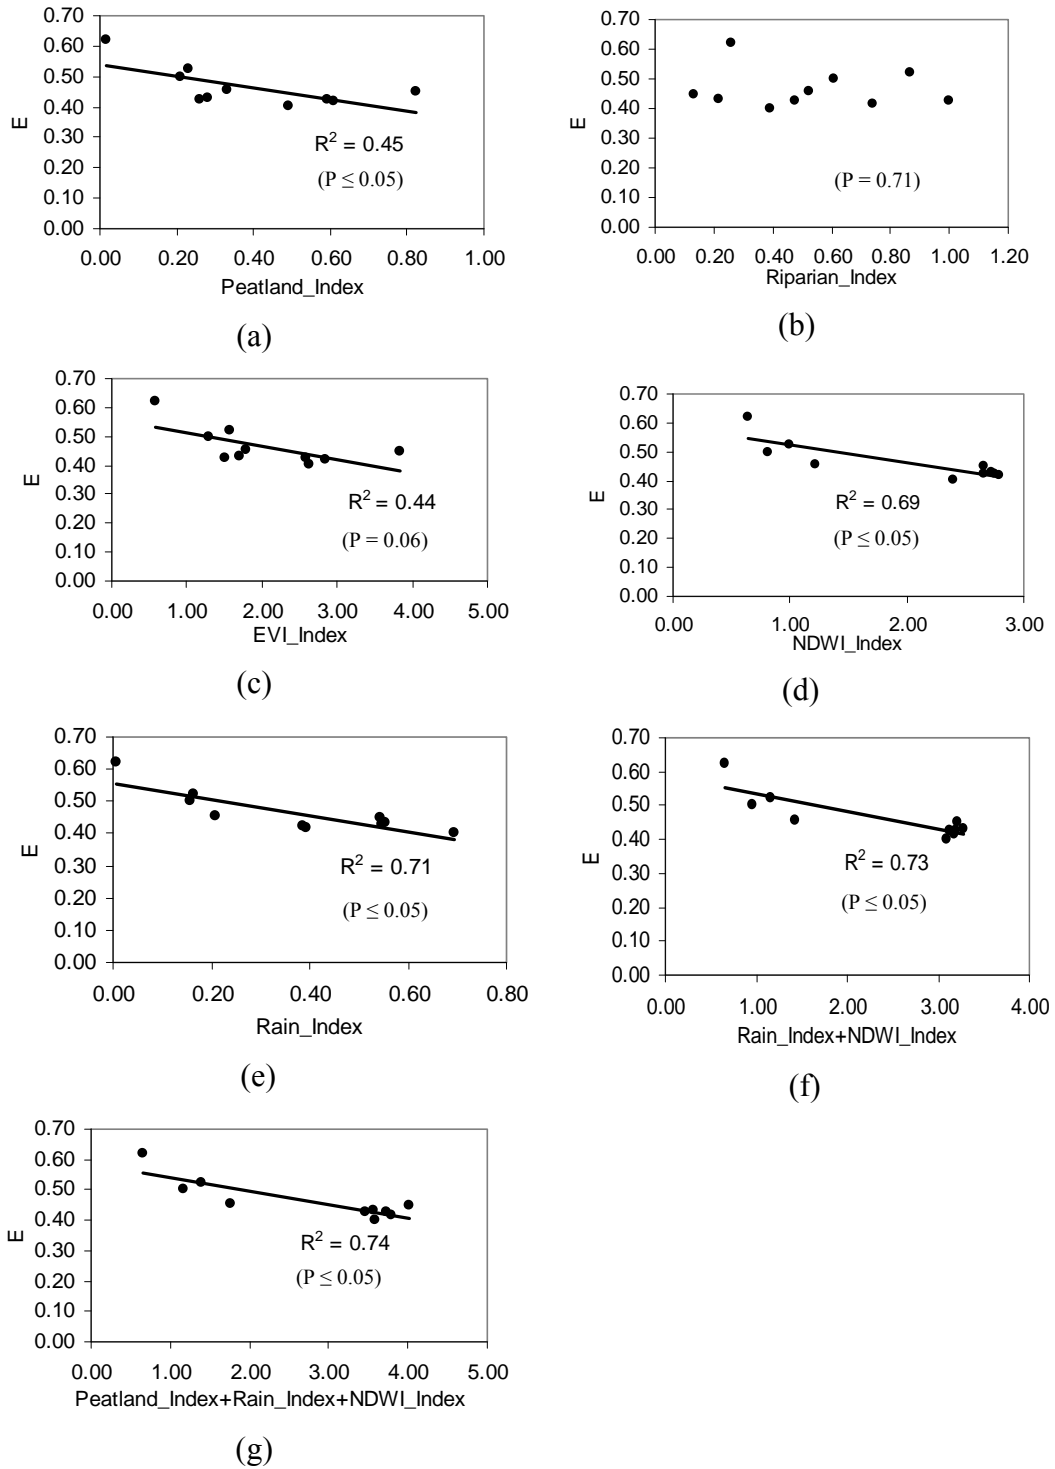 0.70
0.60
0.50
0.40
0.30
0.20
0.10
0.00
E
R² = 0.45
(P ≤ 0.05)
0.00 0.20 0.40 0.60 0.80 1.00
Peatland_Index
(a)
0.70
0.60
0.50
0.40
0.30
0.20
0.10
0.00
E
(P = 0.71)
0.00 0.20 0.40 0.60 0.80 1.00 1.20
Riparian_Index
(b)
0.70
0.60
0.50
0.40
0.30
0.20
0.10
0.00
E
R² = 0.44
(P = 0.06)
0.00 1.00 2.00 3.00 4.00 5.00
EVI_Index
(c)
0.70
0.60
0.50
0.40
0.30
0.20
0.10
0.00
E
R² = 0.69
(P ≤ 0.05)
0.00 1.00 2.00 3.00
NDWI_Index
(d)
0.70
0.60
0.50
0.40
0.30
0.20
0.10
0.00
E
R² = 0.71
(P ≤ 0.05)
0.00 0.20 0.40 0.60 0.80
Rain_Index
(e)
0.70
0.60
0.50
0.40
0.30
0.20
0.10
0.00
E
R² = 0.73
(P ≤ 0.05)
0.00 1.00 2.00 3.00 4.00
Rain_Index+NDWI_Index
(f)
0.70
0.60
0.50
0.40
0.30
0.20
0.10
0.00
E
R² = 0.74
(P ≤ 0.05)
0.00 1.00 2.00 3.00 4.00 5.00
Peatland_Index+Rain_Index+NDWI_Index
(g)